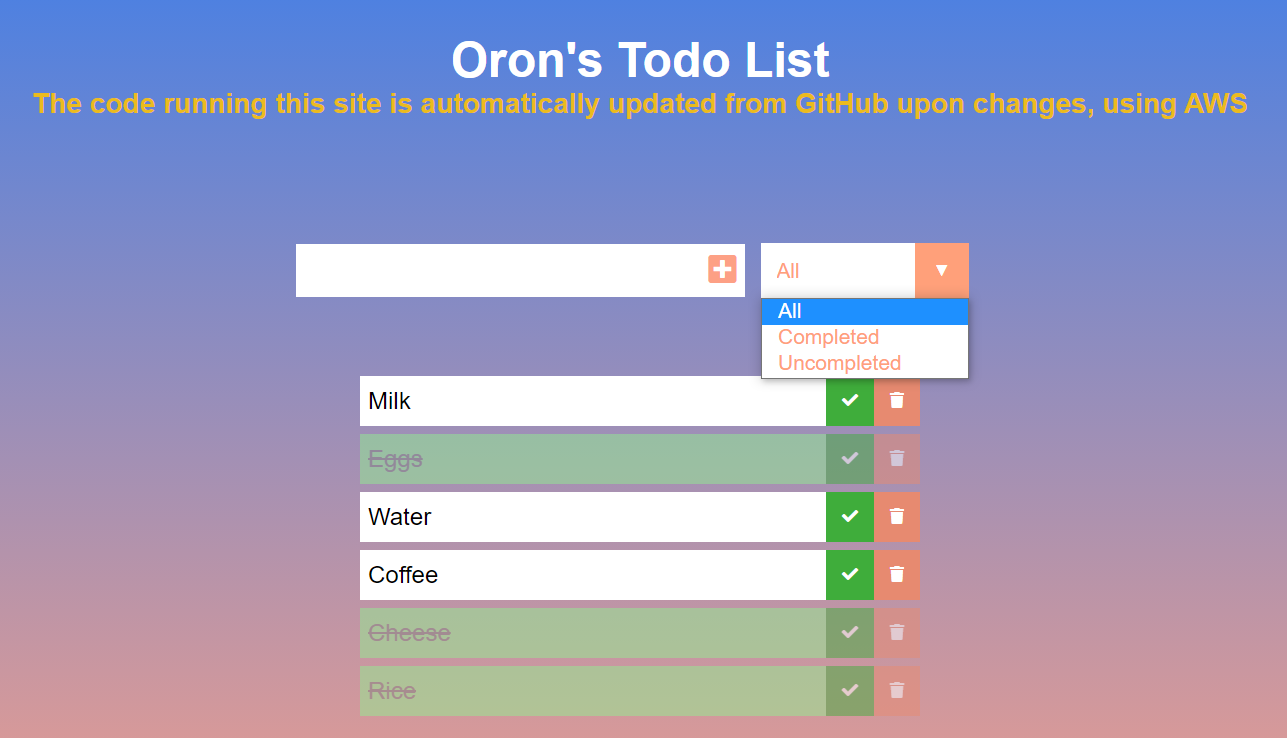 Oron's Todo List
The code running this site is automatically updated from GitHub upon changes, using AWS
All
All
Completed
Uncompleted
Milk
Eggs
Water
Coffee
Cheese
Rice